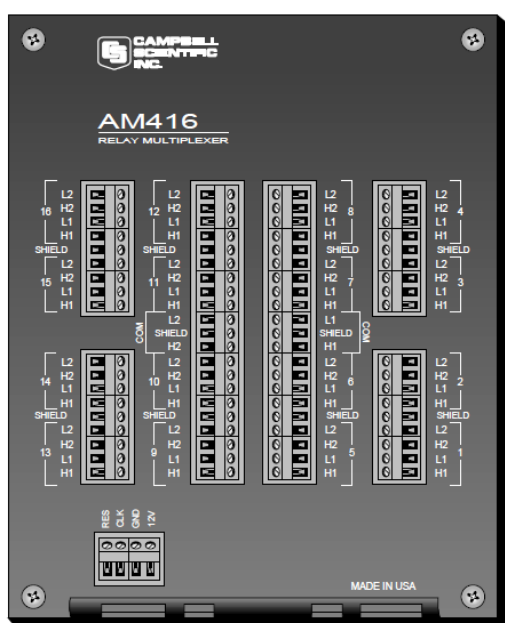 CAMPBELL
SCIENTIFIC
INC.
AM416
RELAY MULTIPLEXER
16
L2
H2
L1
H1
SHIELD
15
L2
H2
L1
H1
14
L2
H2
L1
H1
SHIELD
13
L2
H2
L1
H1
12
L2
H2
L1
H1
SHIELD
11
L2
H2
L1
H1
COM
L2
SHIELD
H2
10
L2
H2
L1
H1
SHIELD
9
L2
H2
L1
H1
L2
H2
L1
H1
8
SHIELD
L2
H2
L1
H1
7
L1
SHIELD
H1
COM
L2
H2
L1
H1
6
SHIELD
L2
H2
L1
H1
5
L2
H2
L1
H1
4
SHIELD
L2
H2
L1
H1
3
L2
H2
L1
H1
2
SHIELD
L2
H2
L1
H1
1
RES
CLK
GND
12V
MADE IN USA